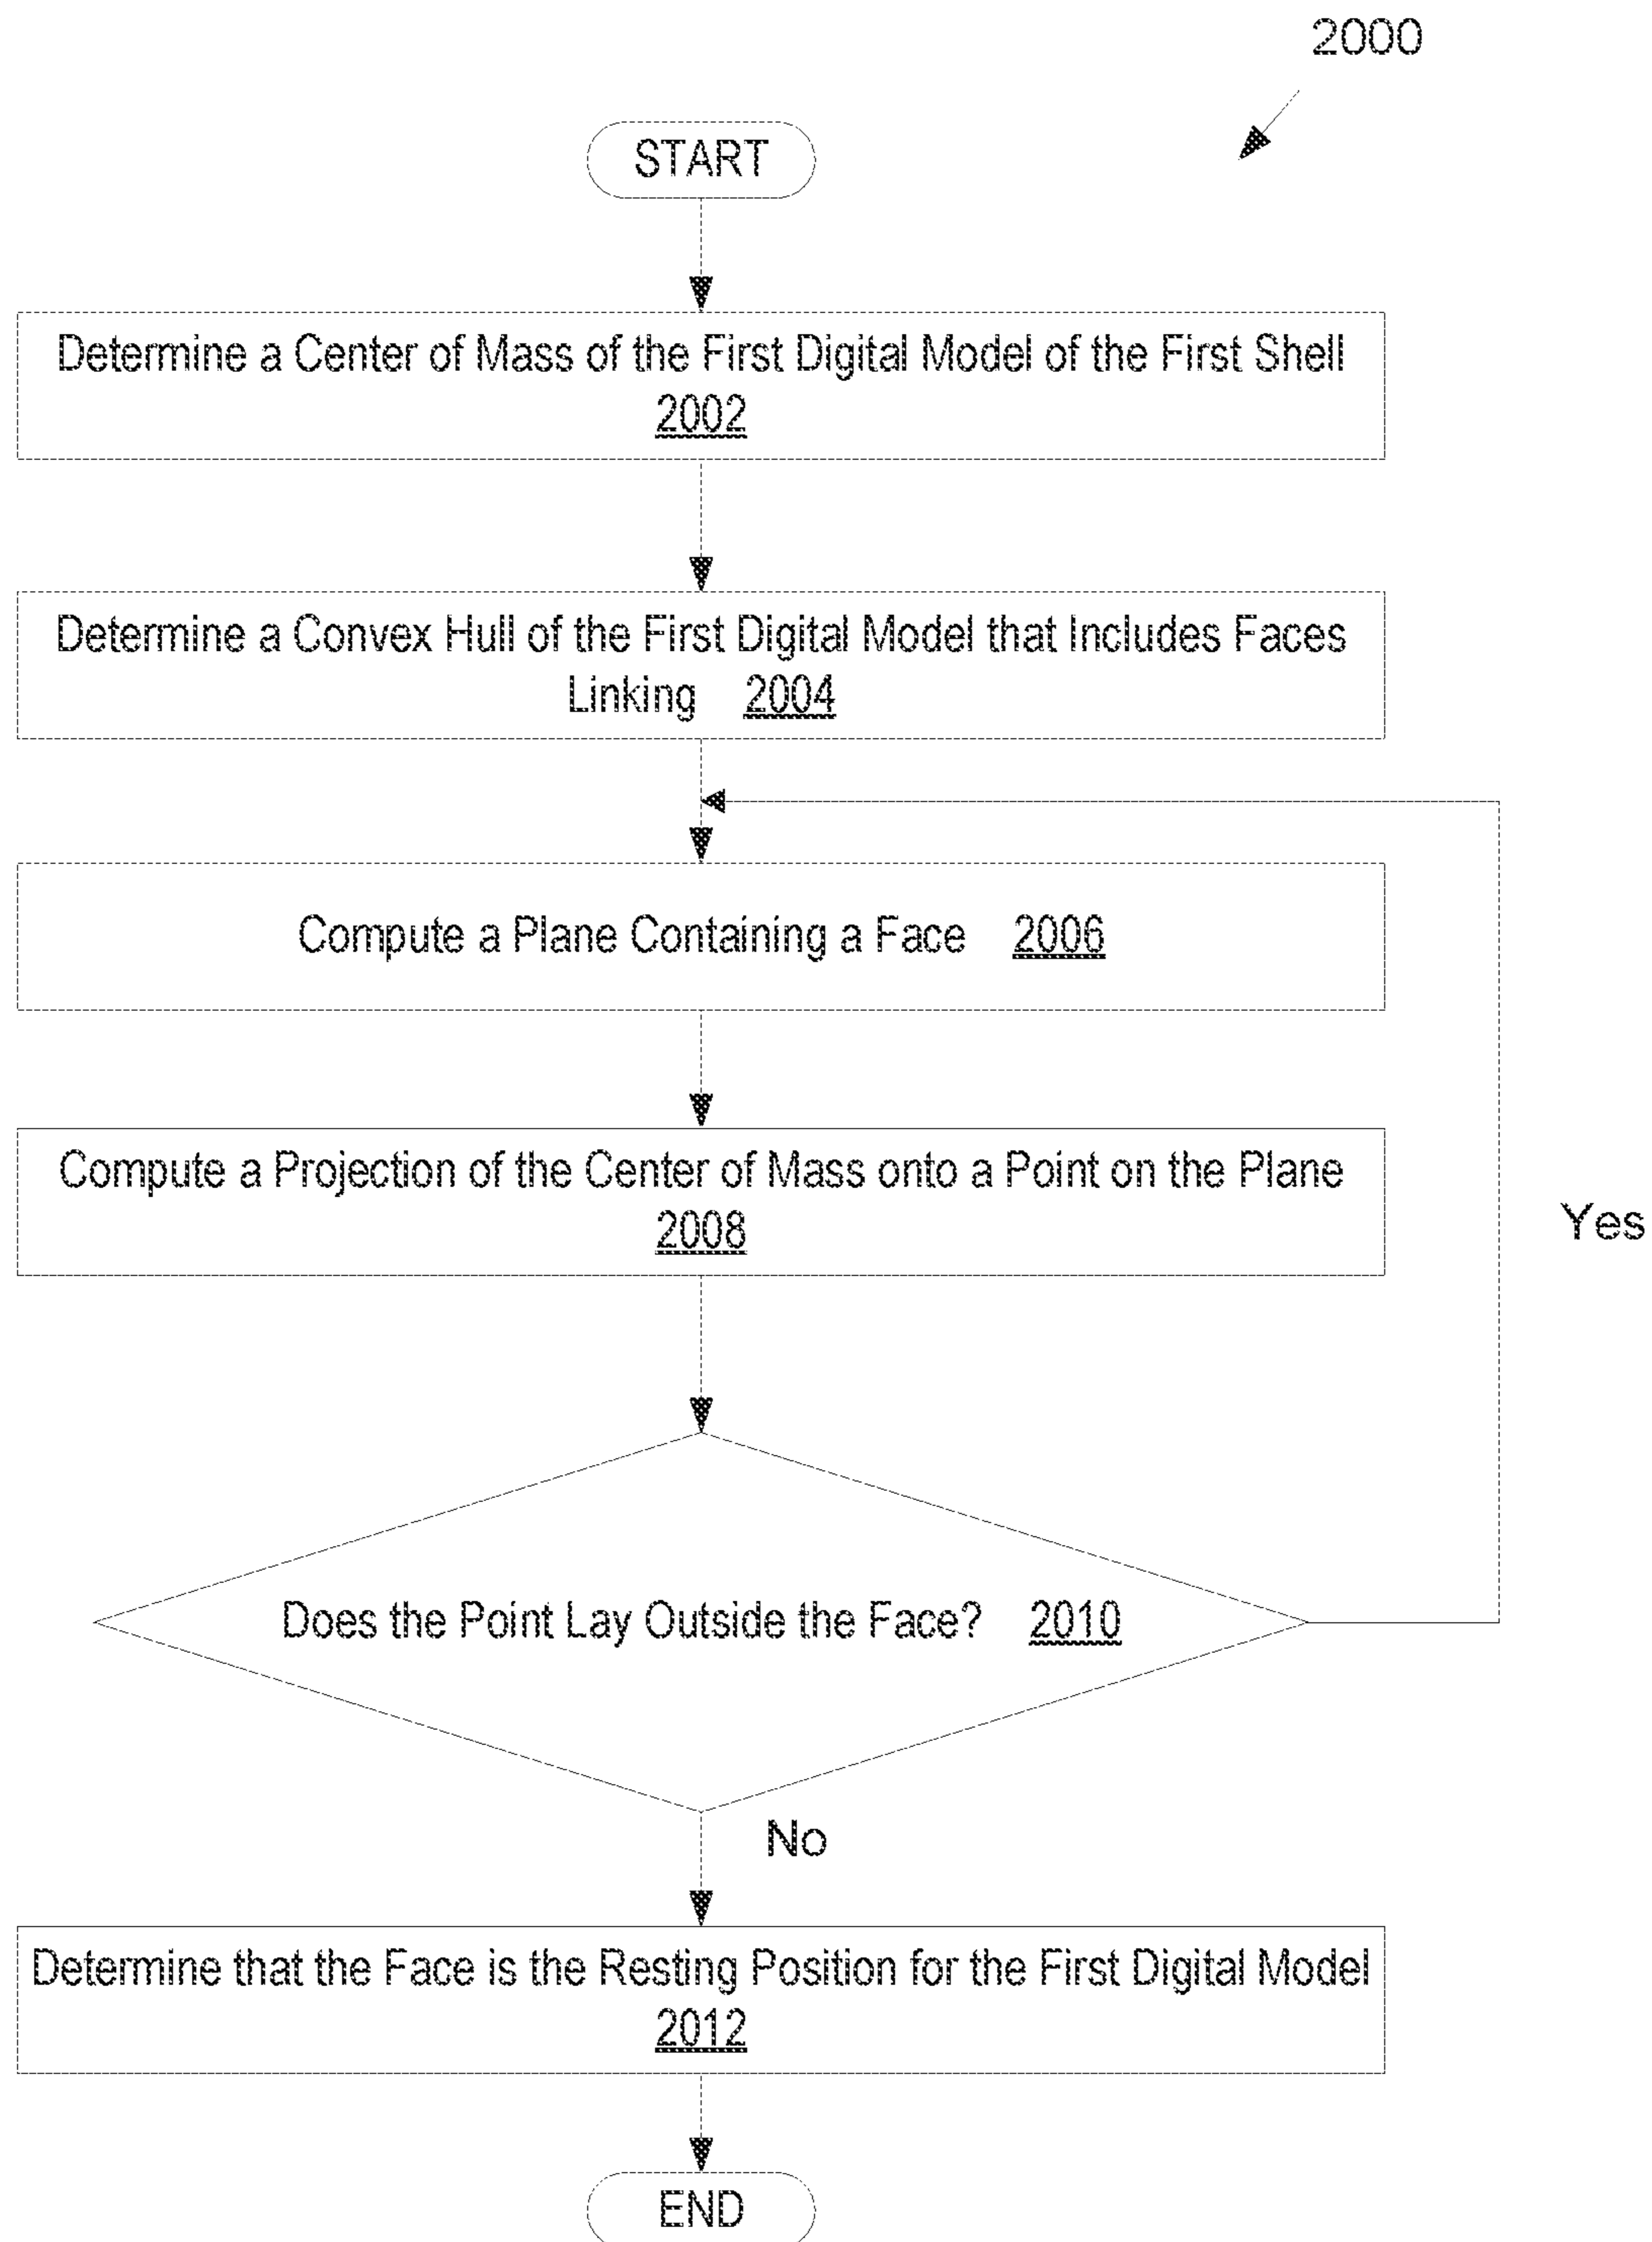 2000
START
Determine a Center of Mass of the First Digital Model of the First Shell
2002
Determine a Convex Hull of the First Digital Model that Includes Faces
Linking 2004
Compute a Plane Containing a Face 2006
Compute a Projection of the Center of Mass onto a Point on the Plane
2008
Yes
Does the Point Lay Outside the Face? 2010
No
Determine that the Face is the Resting Position for the First Digital Model
2012
END